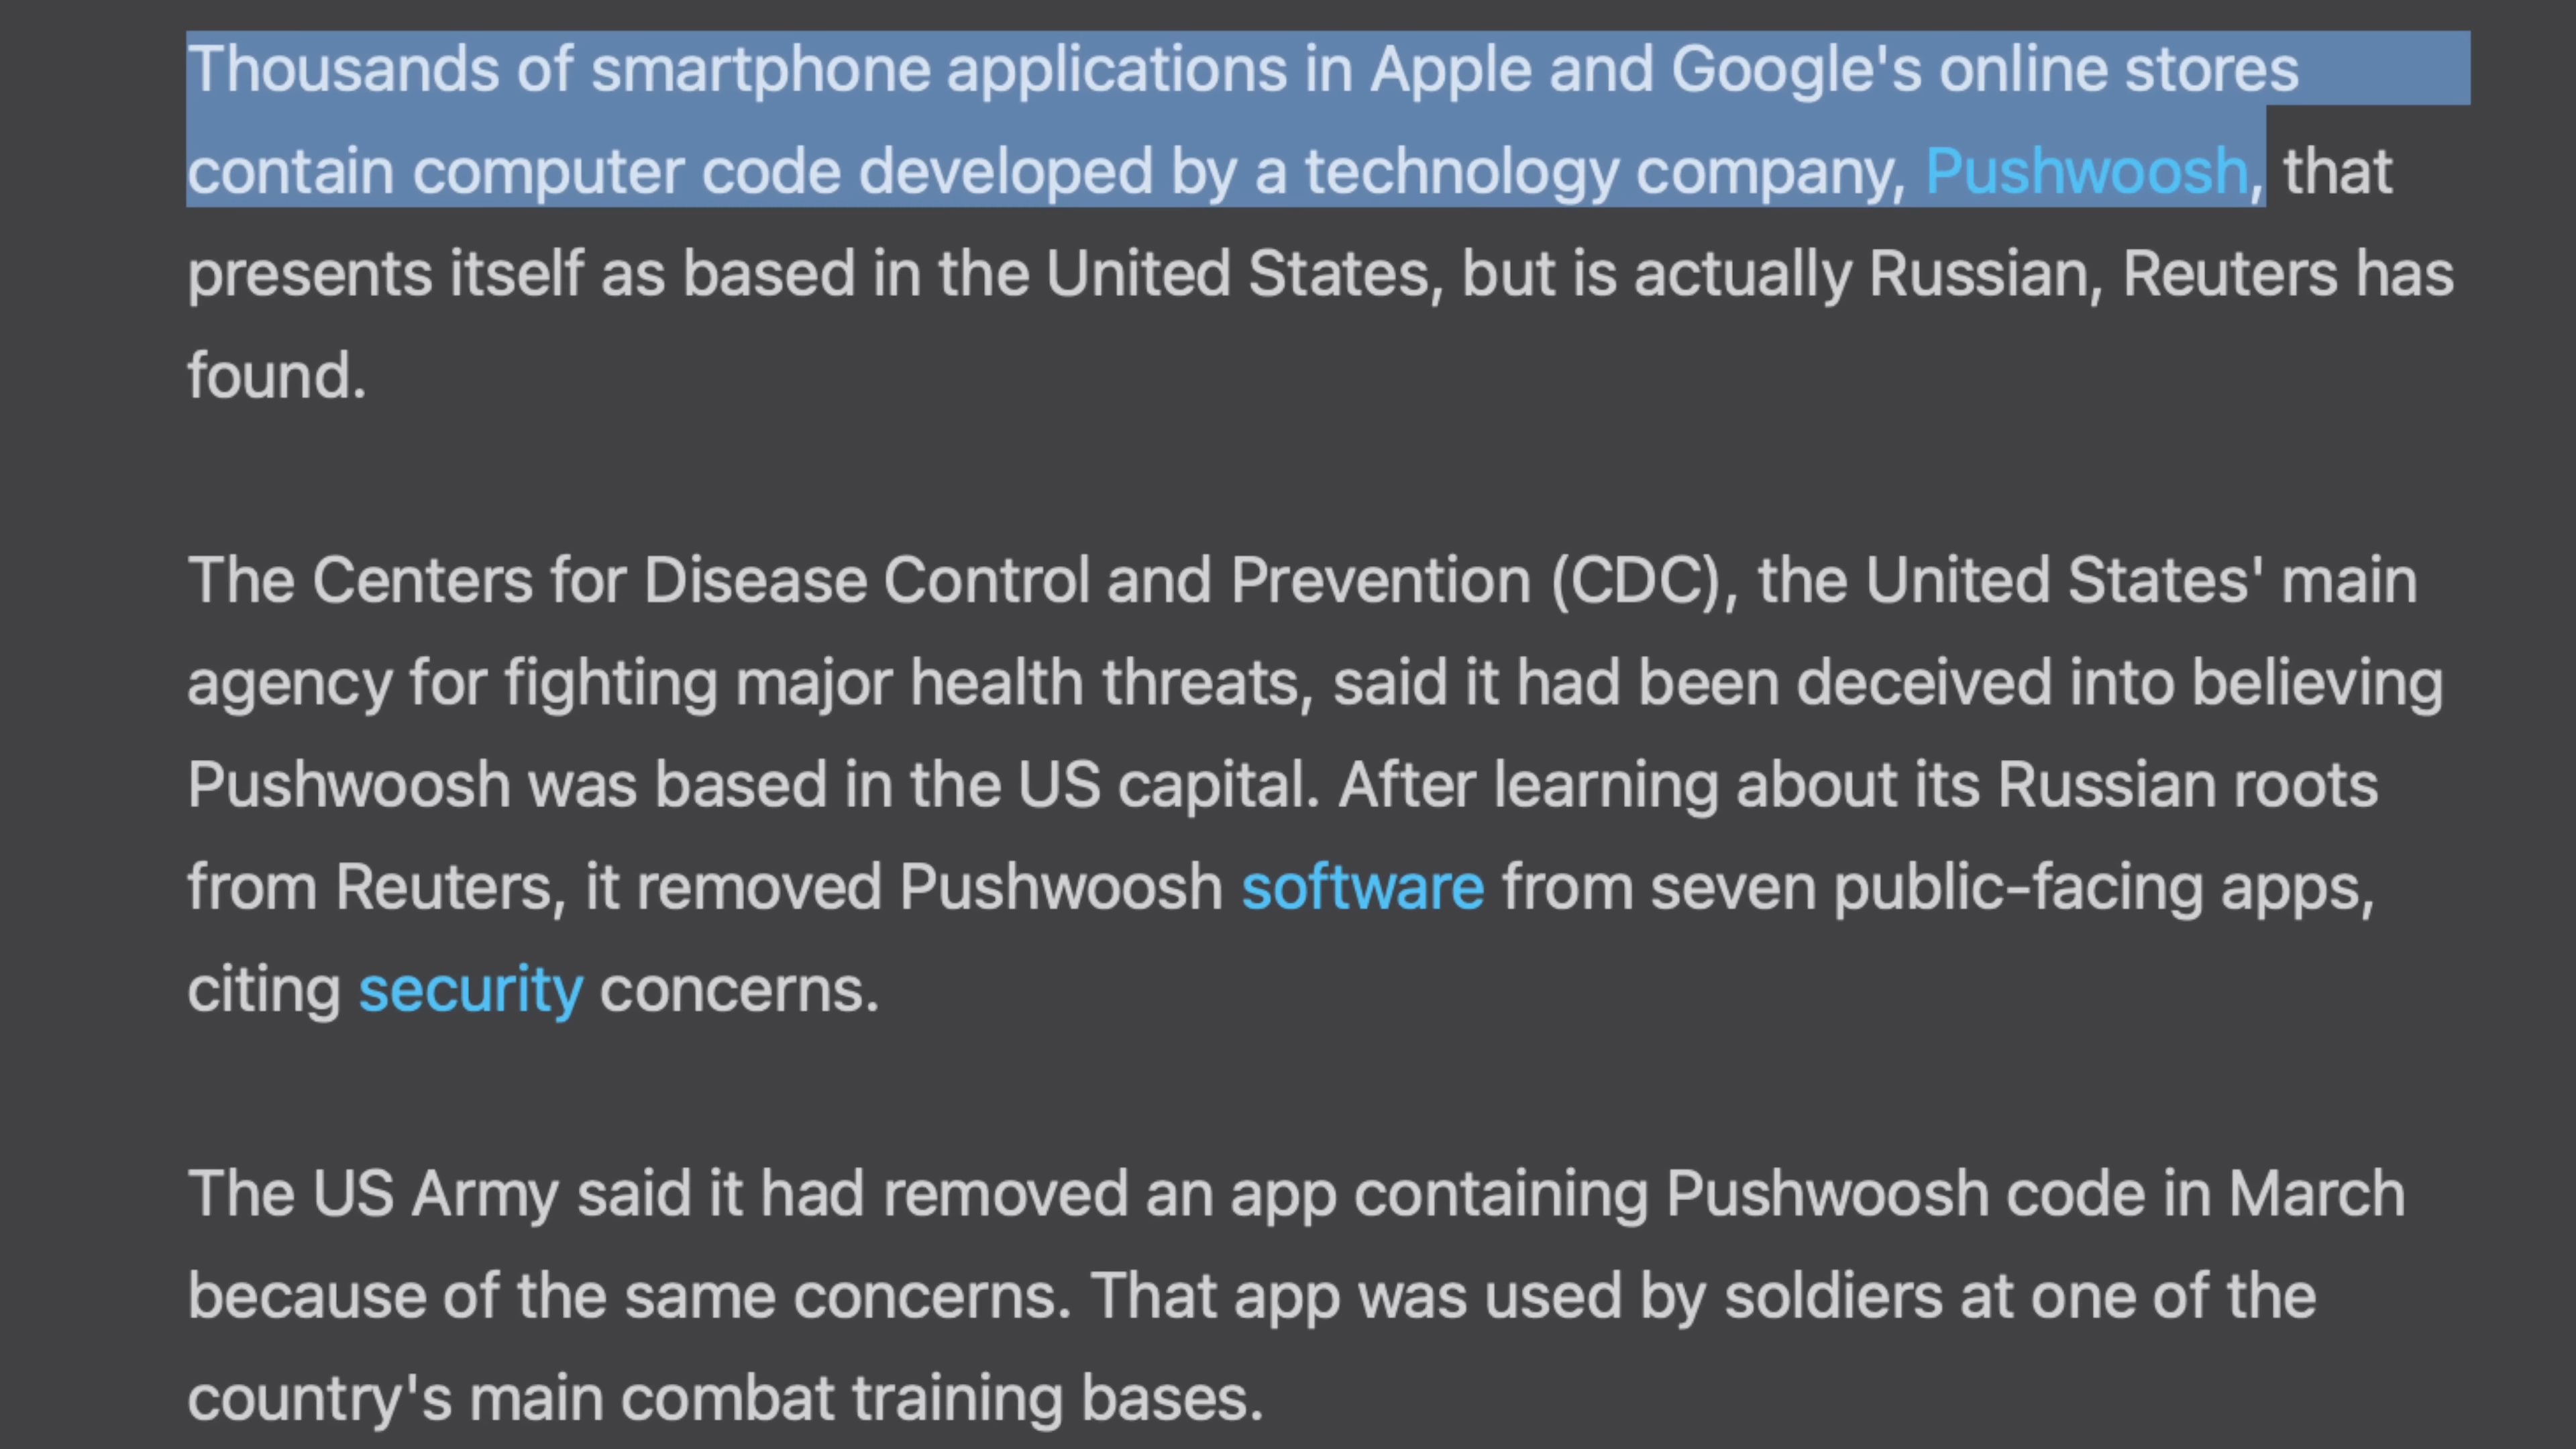 Thousands of smartphone applications in Apple and Google's online stores
contain computer code developed by a technology company, Pushwoosh, that
presents itself as based in the United States, but is actually Russian, Reuters has
found.
The Centers for Disease Control and Prevention (CDC), the United States' main
agency for fighting major health threats, said it had been deceived into believing
Pushwoosh was based in the US capital. After learning about its Russian roots
from Reuters, it removed Pushwoosh software from seven public-facing apps,
citing security concerns.
The US Army said it had removed an app containing Pushwoosh code in March
because of the same concerns. That app was used by soldiers at one of the
country's main combat training bases.